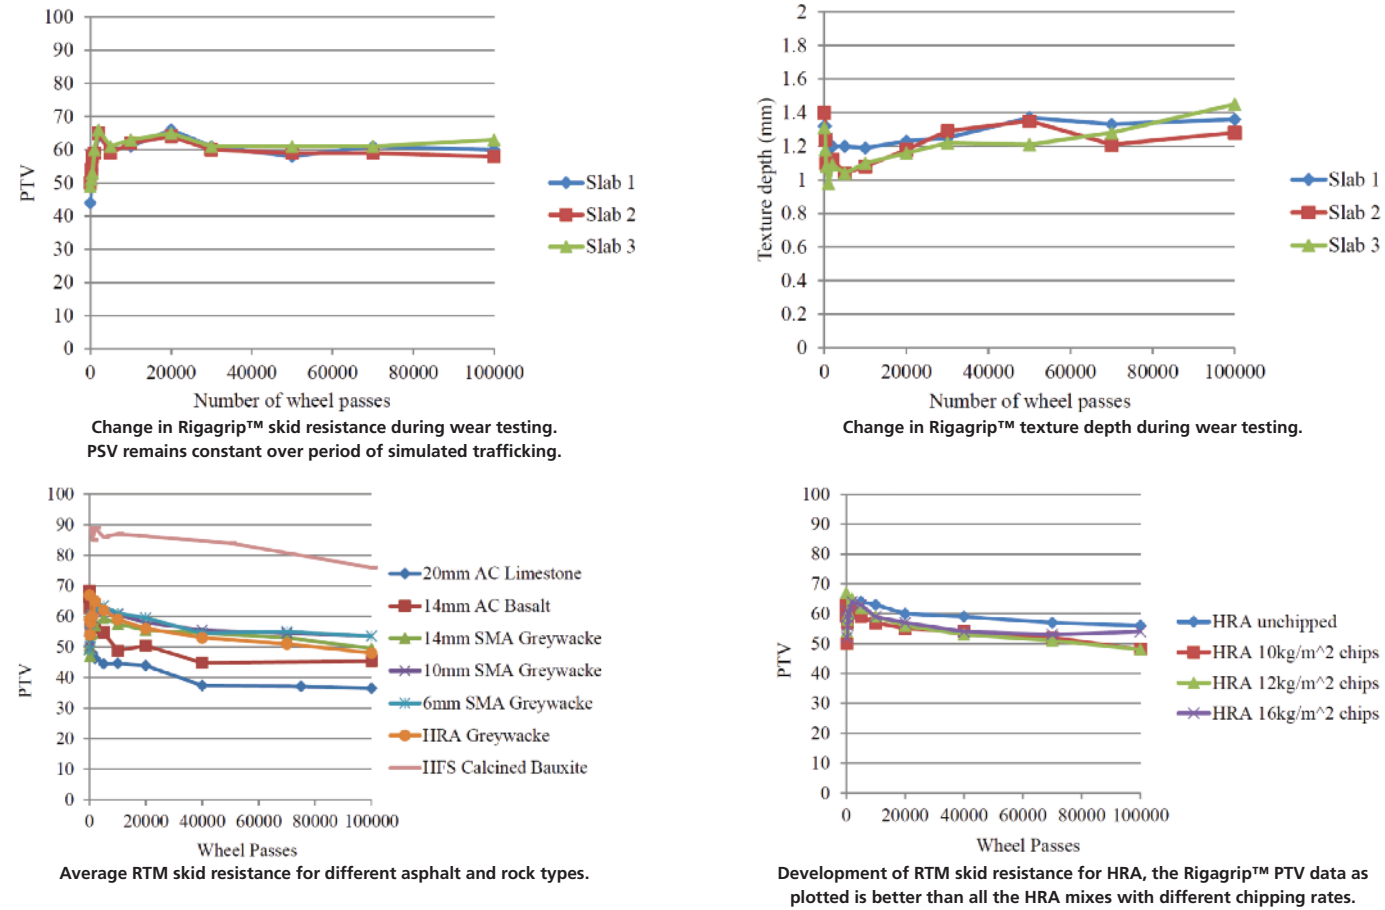 100
90
80
70
60
50
40
30
20
10
0
PTV
0 20000 40000 60000 80000 100000
Number of wheel passes
Slab 1
Slab 2
Slab 3
Change in Rigagrip™ skid resistance during wear testing.
PSV remains constant over period of simulated trafficking.
2
1.8
1.6
1.4
1.2
1
0.8
0.6
0.4
0.2
0
Texture depth (mm)
0 20000 40000 60000 80000 100000
Number of wheel passes
Slab 1
Slab 2
Slab 3
Change in Rigagrip™ texture depth during wear testing.
100
90
80
70
60
50
40
30
20
10
0
PTV
0 20000 40000 60000 80000 100000
Wheel Passes
20mm AC Limestone
14mm AC Basalt
14mm SMA Greywacke
10mm SMA Greywacke
6mm SMA Greywacke
HRA Greywacke
HFS Calcined Bauxite
Average RTM skid resistance for different asphalt and rock types.
100
90
80
70
60
50
40
30
20
10
0
PTV
0 20000 40000 60000 80000 100000
Wheel Passes
HRA unchipped
HRA 10kg/m^2 chips
HRA 12kg/m^2 chips
HRA 16kg/m^2 chips
Development of RTM skid resistance for HRA, the Rigagrip™ PTV data as
plotted is better than all the HRA mixes with different chipping rates.